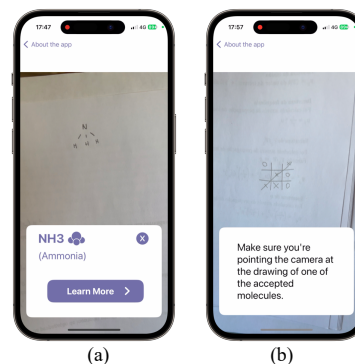 17:47
4G
About the app
N
H H H
NH3
X
(Ammonia)
Learn More
(a)
17:57
4G
About the app
Make sure you're
pointing the camera at
the drawing of one of
the accepted
molecules.
(b)